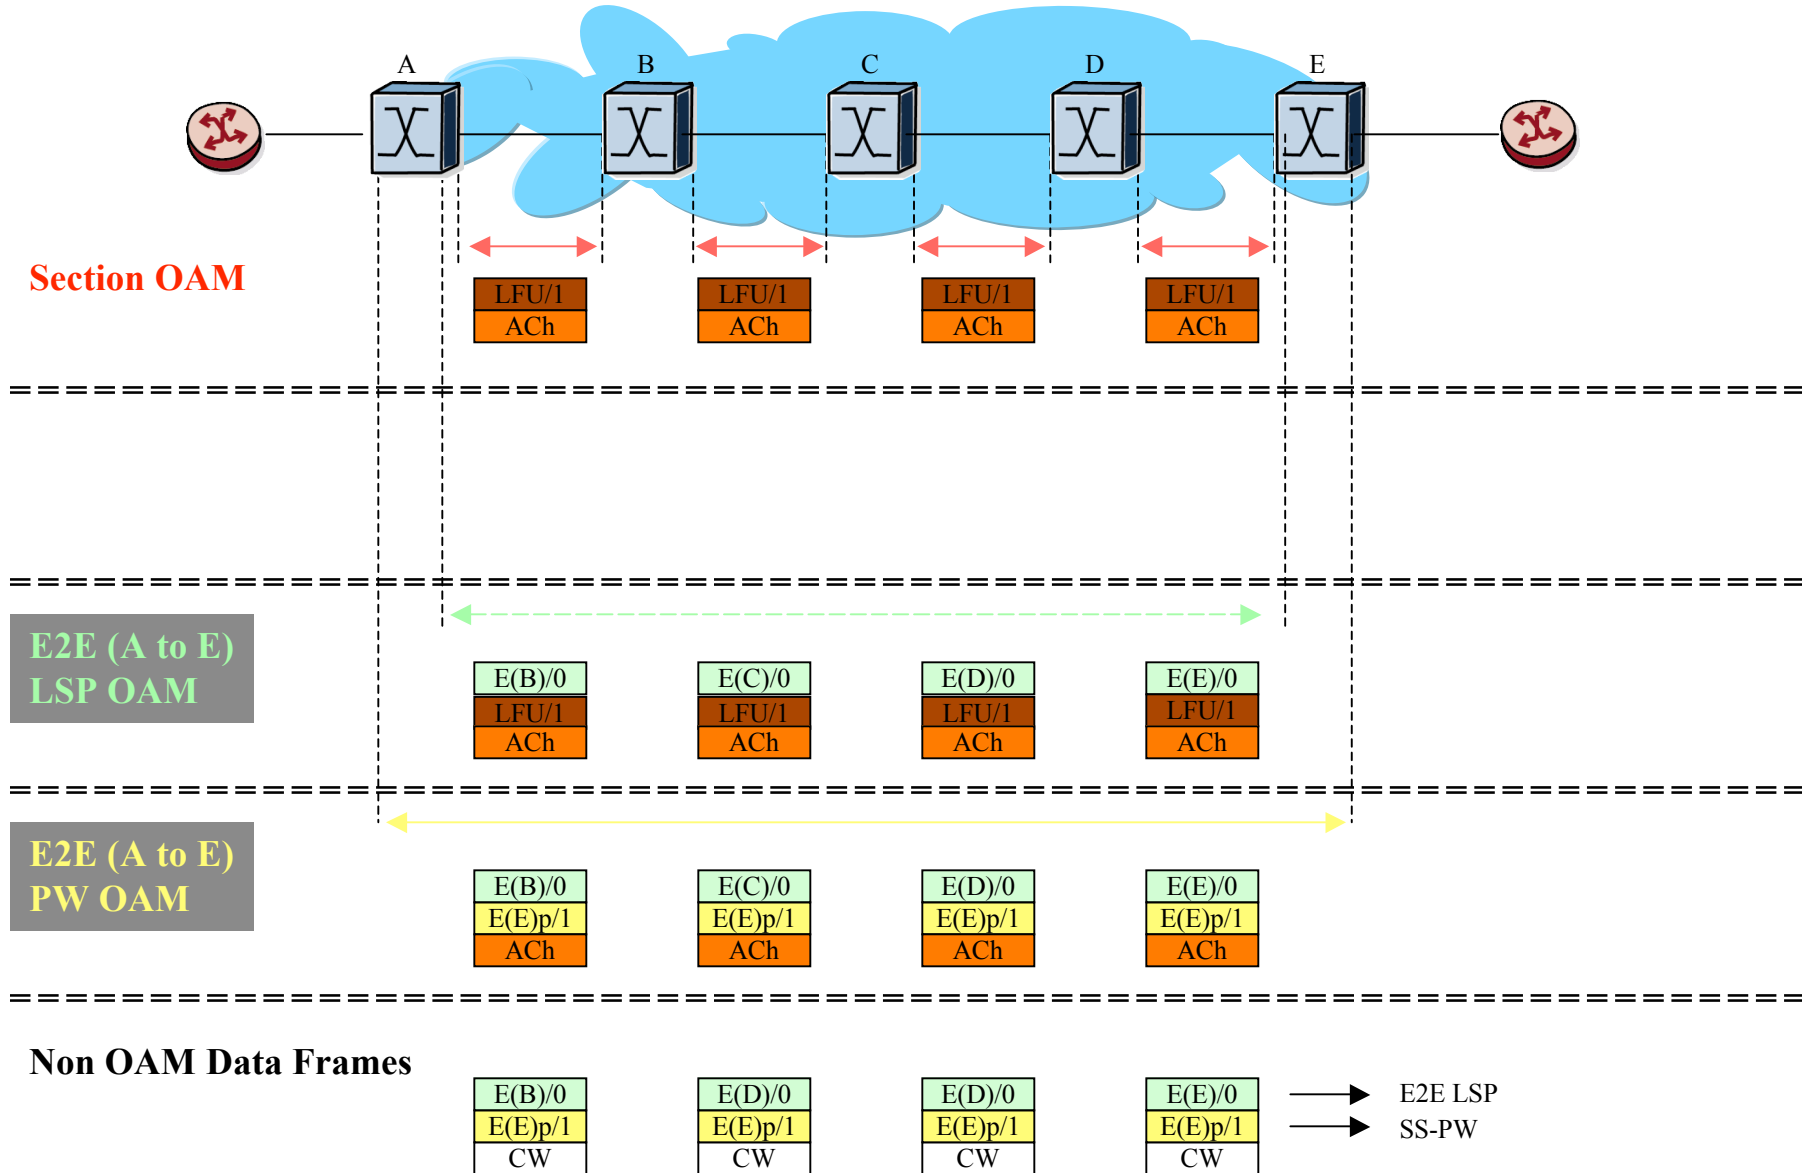 A B C D E
Section OAM
LFU/1 LFU/1 LFU/1 LFU/1
ACh ACh ACh ACh
E2E (A to E)
LSP OAM
E(B)/0 E(C)/0 E(D)/0 E(E)/0
LFU/1 LFU/1 LFU/1 LFU/1
ACh ACh ACh ACh
E2E (A to E)
PW OAM
E(B)/0 E(C)/0 E(D)/0 E(E)/0
E(E)p/1 E(E)p/1 E(E)p/1 E(E)p/1
ACh ACh ACh ACh
Non OAM Data Frames
E(B)/0 E(D)/0 E(D)/0 E(E)/0 E2E LSP
E(E)p/1 E(E)p/1 E(E)p/1 E(E)p/1 SS-PW
CW CW CW CW